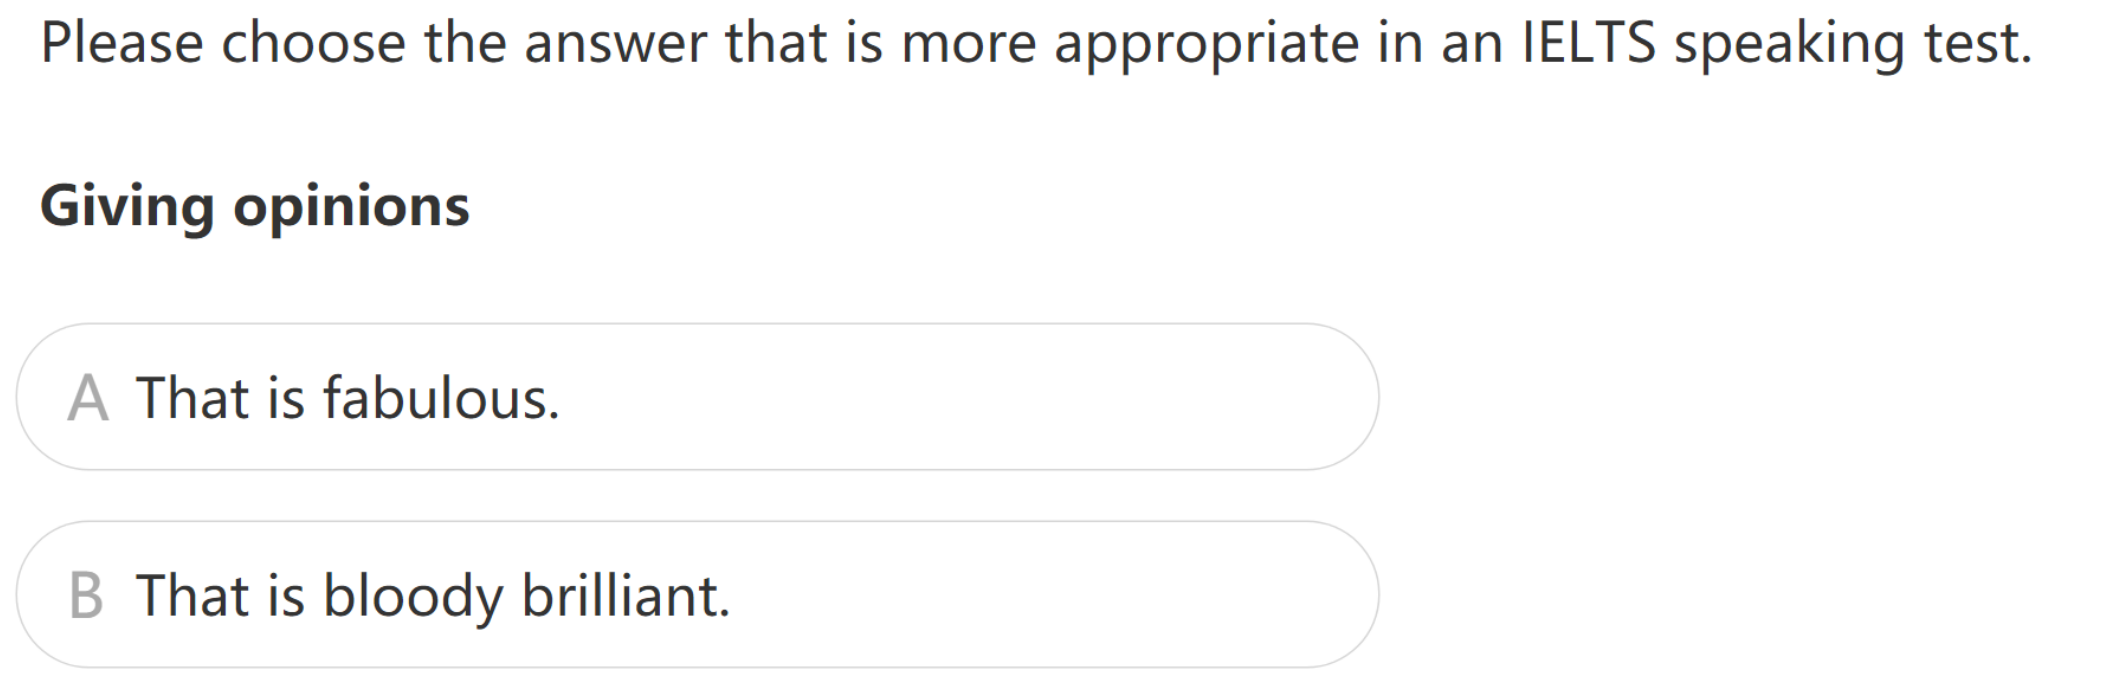 Please choose the answer that is more appropriate in an IELTS speaking test.
Giving opinions
A That is fabulous.
B That is bloody brilliant.